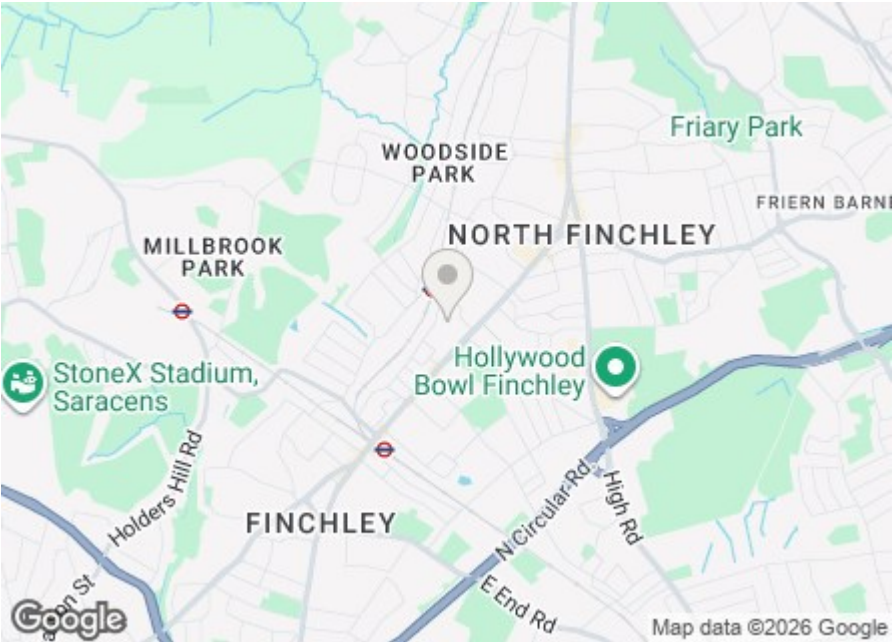 Friary Park
WOODSIDE
PARK
FRIERN BARNE
NORTH FINCHLEY
MILLBROOK
PARK
Hollywood
Bowl Finchley
StoneX Stadium,
Saracens
Holders Hill Rd
N Circular Rd
High Rd
FINCHLEY
E End Rd
on St
Google
Map data ©2026 Google